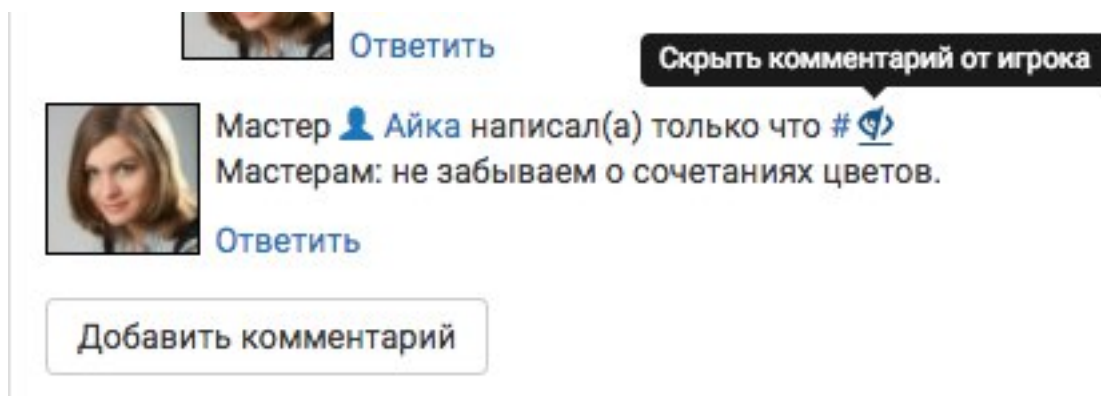 Ответить
Скрыть комментарий от игрока
Мастер Айка написал(а) только что #
Мастерам: не забываем о сочетаниях цветов.
Ответить
Добавить комментарий